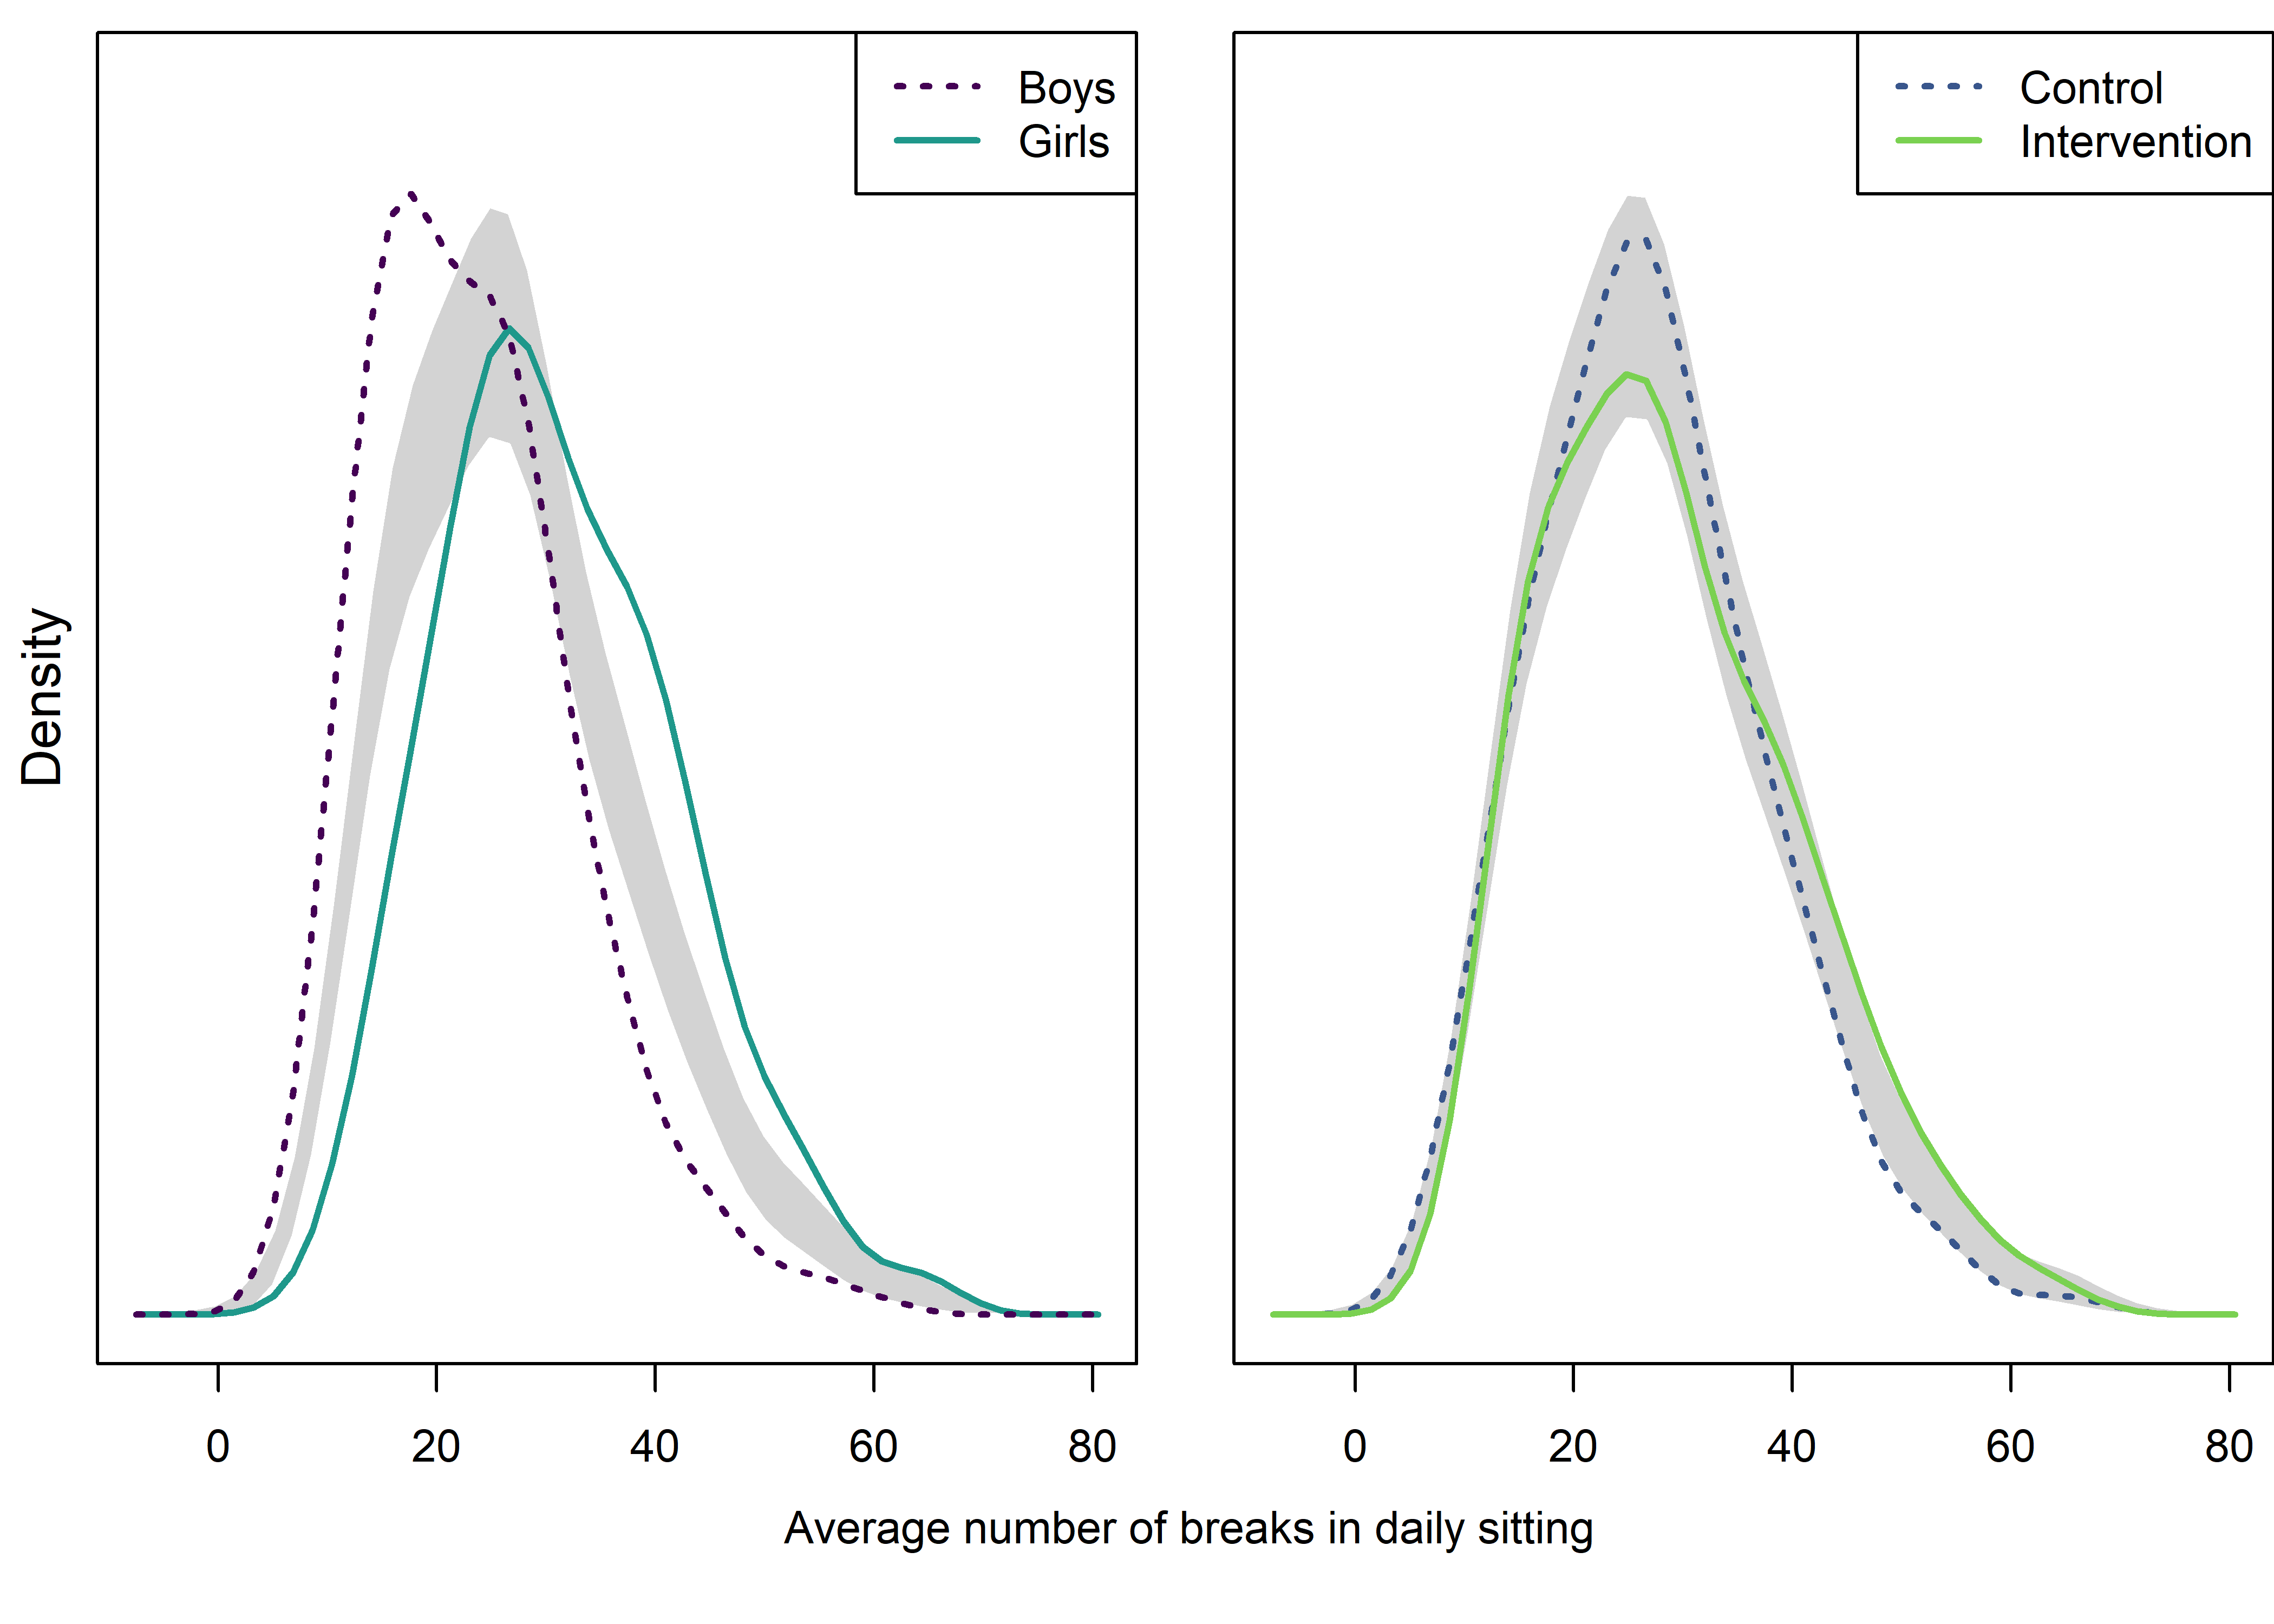 Boys
Girls
Control
Intervention
Density
0 20 40 60 80
0 20 40 60 80
Average number of breaks in daily sitting